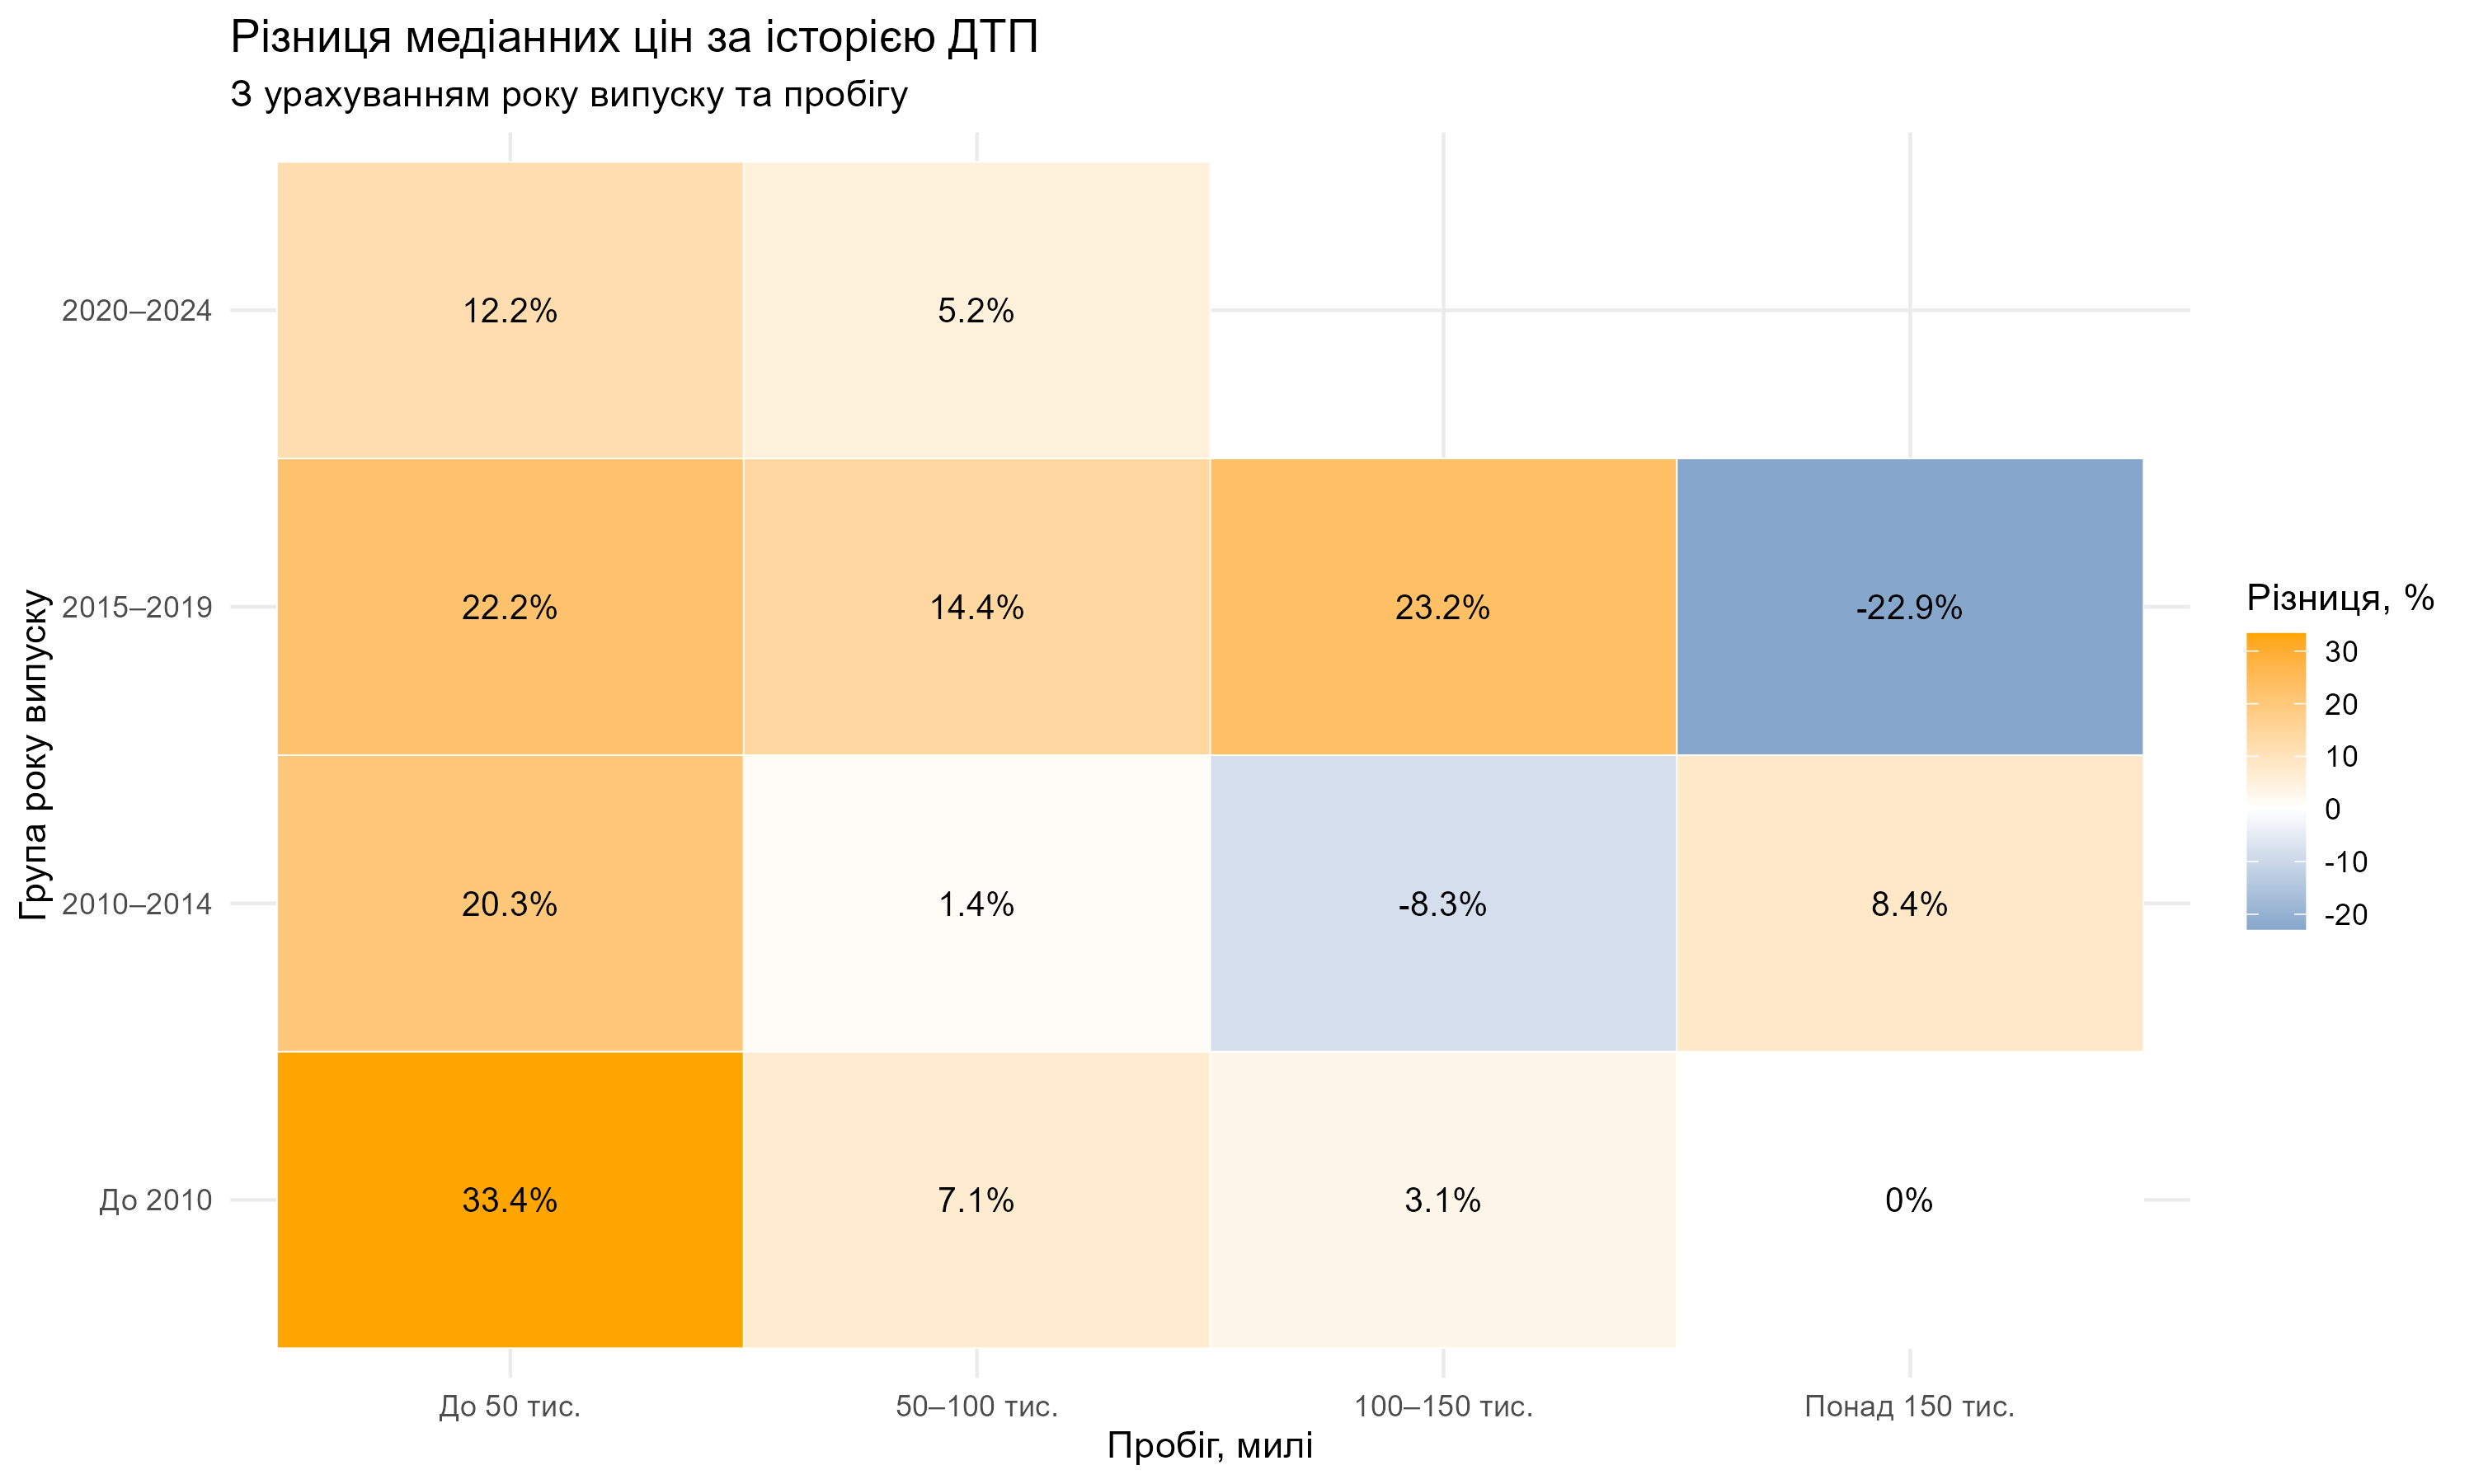 Різниця медіанних цін за історією ДТП
З урахуванням року випуску та пробігу
Група року випуску
2020–2024
12.2%
5.2%
2015–2019
22.2%
14.4%
23.2%
-22.9%
2010–2014
20.3%
1.4%
-8.3%
8.4%
До 2010
33.4%
7.1%
3.1%
0%
До 50 тис.
50–100 тис.
100–150 тис.
Понад 150 тис.
Пробіг, милі
Різниця, %
30
20
10
0
-10
-20